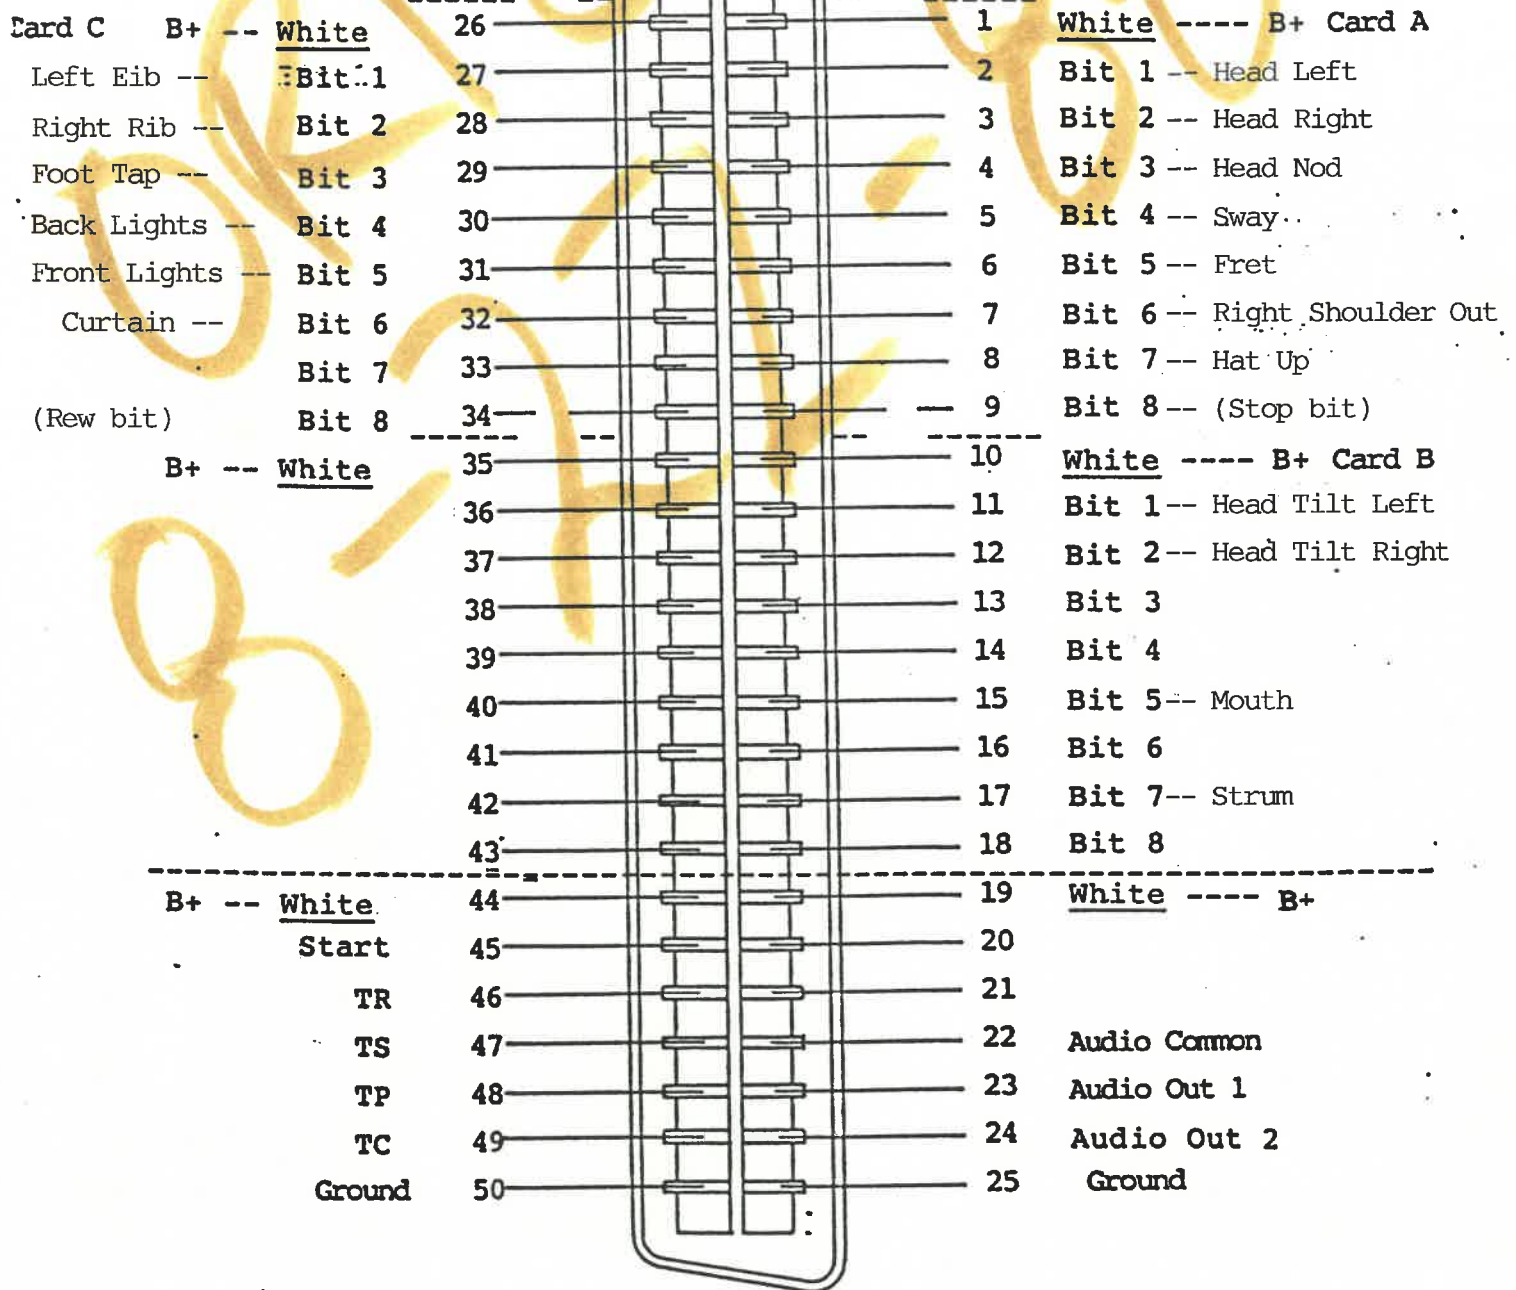 Card C B+ -- White 26 1 White ---- B+ Card A
Left Eib -- Bit 1 27 2 Bit 1 -- Head Left
Right Rib -- Bit 2 28 3 Bit 2 -- Head Right
Foot Tap -- Bit 3 29 4 Bit 3 -- Head Nod
Back Lights -- Bit 4 30 5 Bit 4 -- Sway
Front Lights -- Bit 5 31 6 Bit 5 -- Fret
Curtain -- Bit 6 32 7 Bit 6 -- Right Shoulder Out
Bit 7 33 8 Bit 7 -- Hat Up
(Rew bit) Bit 8 34 9 Bit 8 -- (Stop bit)
B+ -- White 35 10 White ---- B+ Card B
36 11 Bit 1 -- Head Tilt Left
37 12 Bit 2 -- Head Tilt Right
38 13 Bit 3
39 14 Bit 4
40 15 Bit 5 -- Mouth
41 16 Bit 6
42 17 Bit 7 -- Strum
43 18 Bit 8
B+ -- White 44 19 White ---- B+
Start 45 20
TR 46 21
TS 47 22 Audio Common
TP 48 23 Audio Out 1
TC 49 24 Audio Out 2
Ground 50 25 Ground